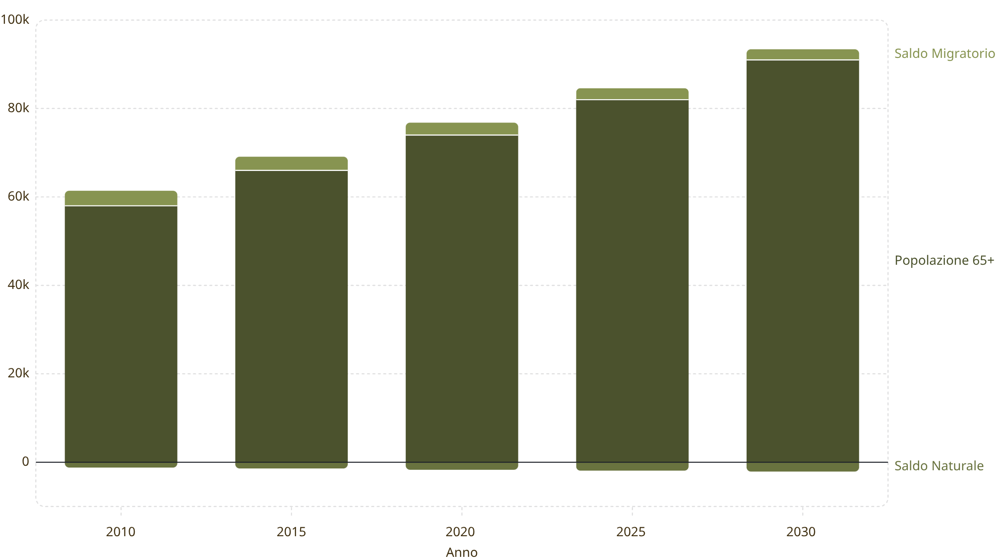 100k
80k
60k
40k
20k
0
Saldo Migratorio
Popolazione 65+
Saldo Naturale
2010
2015
2020
2025
2030
Anno